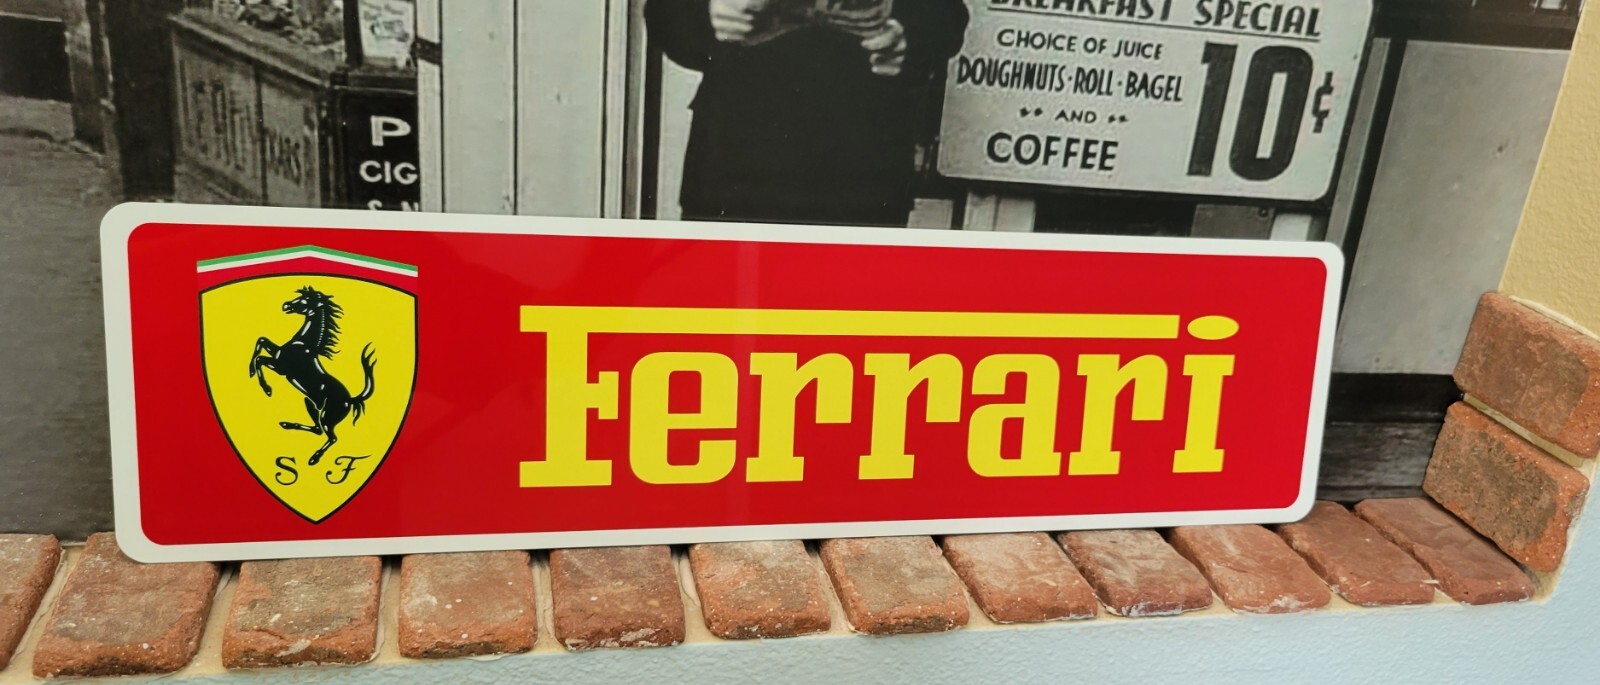 BREAKFAST SPECIAL
CHOICE OF JUICE
DOUGHNUTS·ROLL·BAGEL
AND
COFFEE
10¢
P
CIG
S F
Ferrari